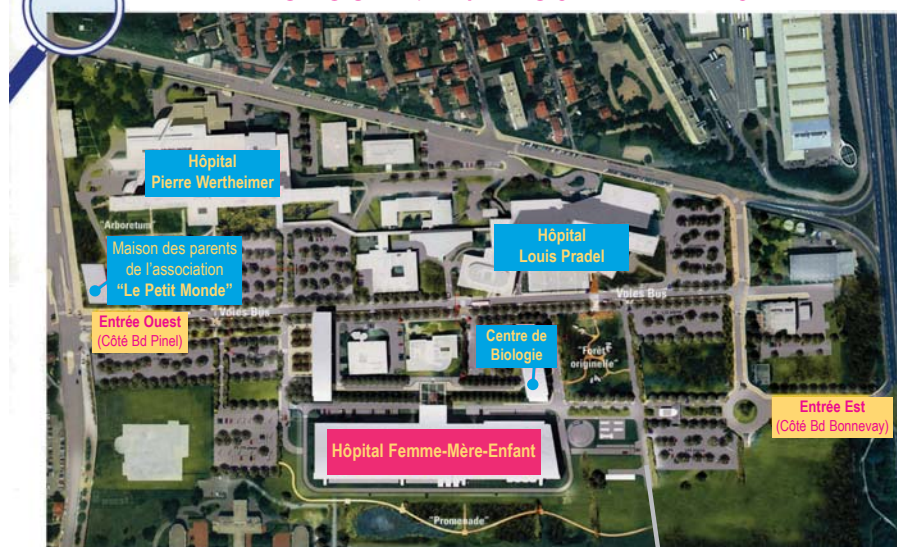 Hôpital
Pierre Wertheimer
"Arboretum"
Maison des parents
de l'association
"Le Petit Monde"
Hôpital
Louis Pradel
Voies Bus
Voies Bus
Entrée Ouest
(Côté Bd Pinel)
Centre de
Biologie
"Forêt
originelle"
Entrée Est
(Côté Bd Bonnevay)
Hôpital Femme-Mère-Enfant
"Promenade"